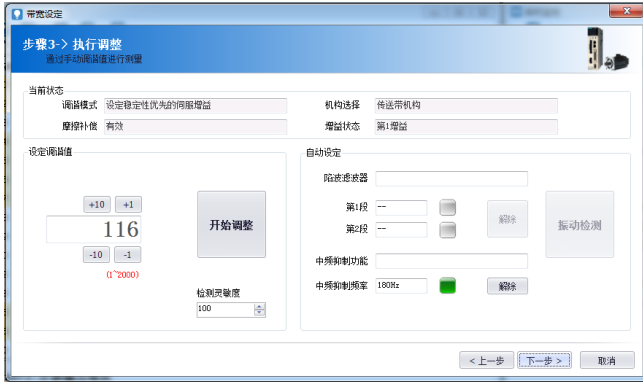 带宽设定
步骤3-> 执行调整
通过手动调谐值进行测量
当前状态
调谐模式 设定稳定性优先的伺服增益 机构选择 传送带机构
摩擦补偿 有效 增益状态 第1增益
设定调谐值
+10 +1
116
-10 -1
(1~2000)
开始调整
检测灵敏度
100
自动设定
陷波滤波器
第1段 --
第2段 --
解除
振动检测
中频抑制功能
中频抑制频率 180Hz 解除
< 上一步 下一步 > 取消